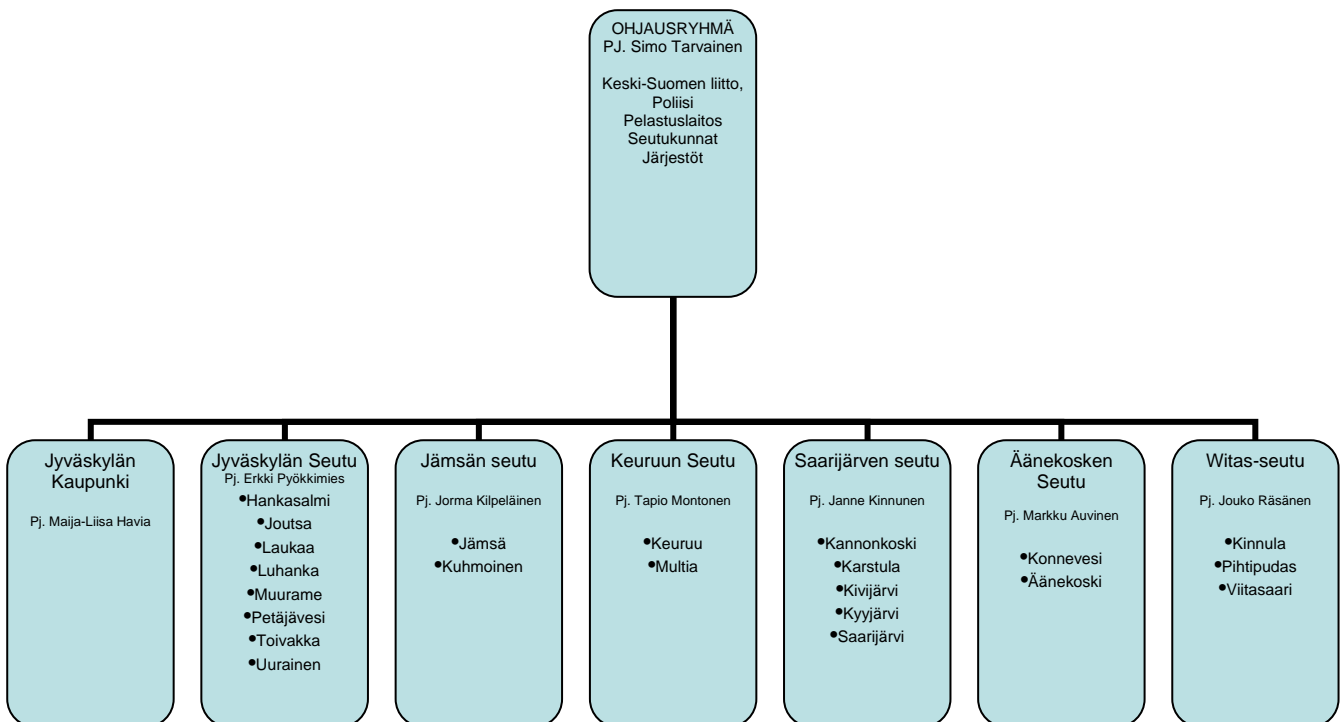 OHJAUSRYHMÄ
PJ. Simo Tarvainen
Keski-Suomen liitto,
Poliisi
Pelastuslaitos
Seutukunnat
Järjestöt
Jyväskylän
Kaupunki
Pj. Maija-Liisa Havia
Jyväskylän Seutu
Pj. Erkki Pyökkimies
•Hankasalmi
•Joutsa
•Laukaa
•Luhanka
•Muurame
•Petäjävesi
•Toivakka
•Uurainen
Jämsän seutu
Pj. Jorma Kilpeläinen
•Jämsä
•Kuhmoinen
Keuruun Seutu
Pj. Tapio Montonen
•Keuruu
•Multia
Saarijärven seutu
Pj. Janne Kinnunen
•Kannonkoski
•Karstula
•Kivijärvi
•Kyyjärvi
•Saarijärvi
Äänekosken
Seutu
Pj. Markku Auvinen
•Konnevesi
•Äänekoski
Witas-seutu
Pj. Jouko Räsänen
•Kinnula
•Pihtipudas
•Viitasaari